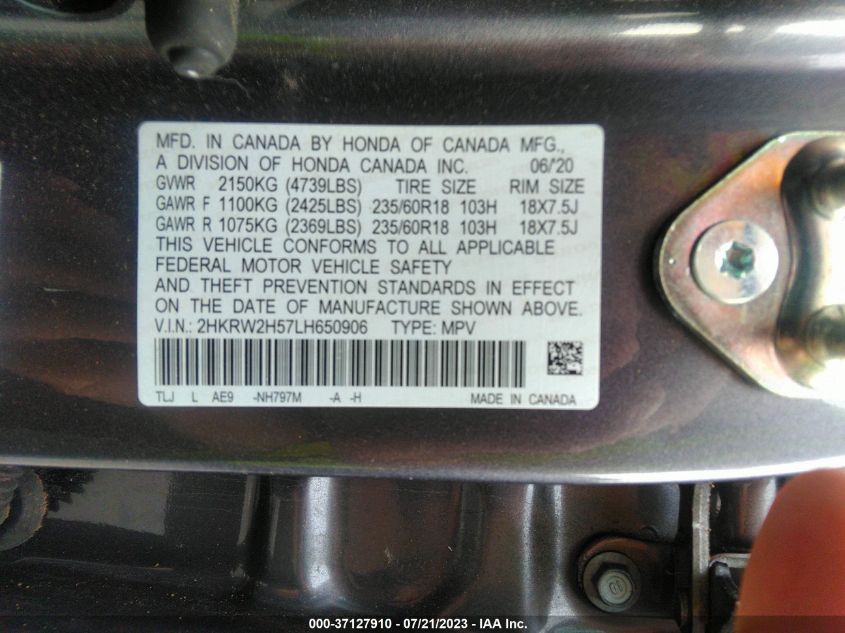 MFD. IN CANADA BY HONDA OF CANADA MFG.,
A DIVISION OF HONDA CANADA INC. 06/'20
GVWR 2150KG (4739LBS) TIRE SIZE RIM SIZE
GAWR F 1100KG (2425LBS) 235/60R18 103H 18X7.5J
GAWR R 1075KG (2369LBS) 235/60R18 103H 18X7.5J
THIS VEHICLE CONFORMS TO ALL APPLICABLE
FEDERAL MOTOR VEHICLE SAFETY
AND THEFT PREVENTION STANDARDS IN EFFECT
ON THE DATE OF MANUFACTURE SHOWN ABOVE.
V.I.N.: 2HKRW2H57LH650906 TYPE: MPV
TLJ L AE9 -NH797M -A -H MADE IN CANADA
000-37127910 / 07/21/2023 - IAA Inc.